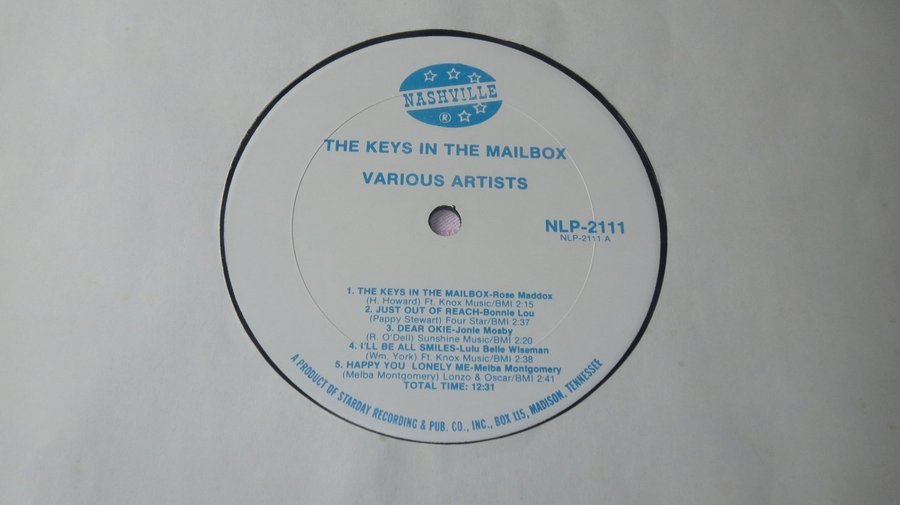 NASHVILLE
®
THE KEYS IN THE MAILBOX
VARIOUS ARTISTS
NLP-2111
NLP-2111 A
1. THE KEYS IN THE MAILBOX-Rose Maddox
(H. Howard) Ft. Knox Music/BMI 2:15
2. JUST OUT OF REACH-Bonnie Lou
(Pappy Stewart) Four Star/BMI 2:37
3. DEAR OKIE-Jonie Mosby
(R. O'Dell) Sunshine Music/BMI 2:20
4. I'LL BE ALL SMILES-Lulu Belle Wiseman
(Wm. York) Ft. Knox Music/BMI 2:38
5. HAPPY YOU LONELY ME-Melba Montgomery
(Melba Montgomery) Lonzo & Oscar/BMI 2:41
TOTAL TIME: 12:31
A PRODUCT OF STARDAY RECORDING & PUB. CO., INC., BOX 115, MADISON, TENNESSEE